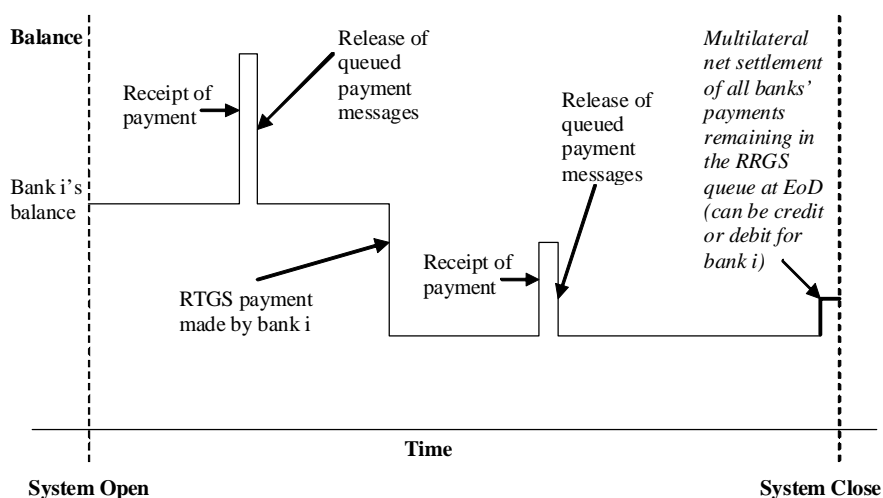 Balance
Receipt of
payment
Release of
queued
payment
messages
Release of
queued
payment
messages
Multilateral
net settlement
of all banks'
payments
remaining in
the RRGS
queue at EoD
(can be credit
or debit for
bank i)
Bank i's
balance
RTGS payment
made by bank i
Receipt of
payment
Time
System Open
System Close